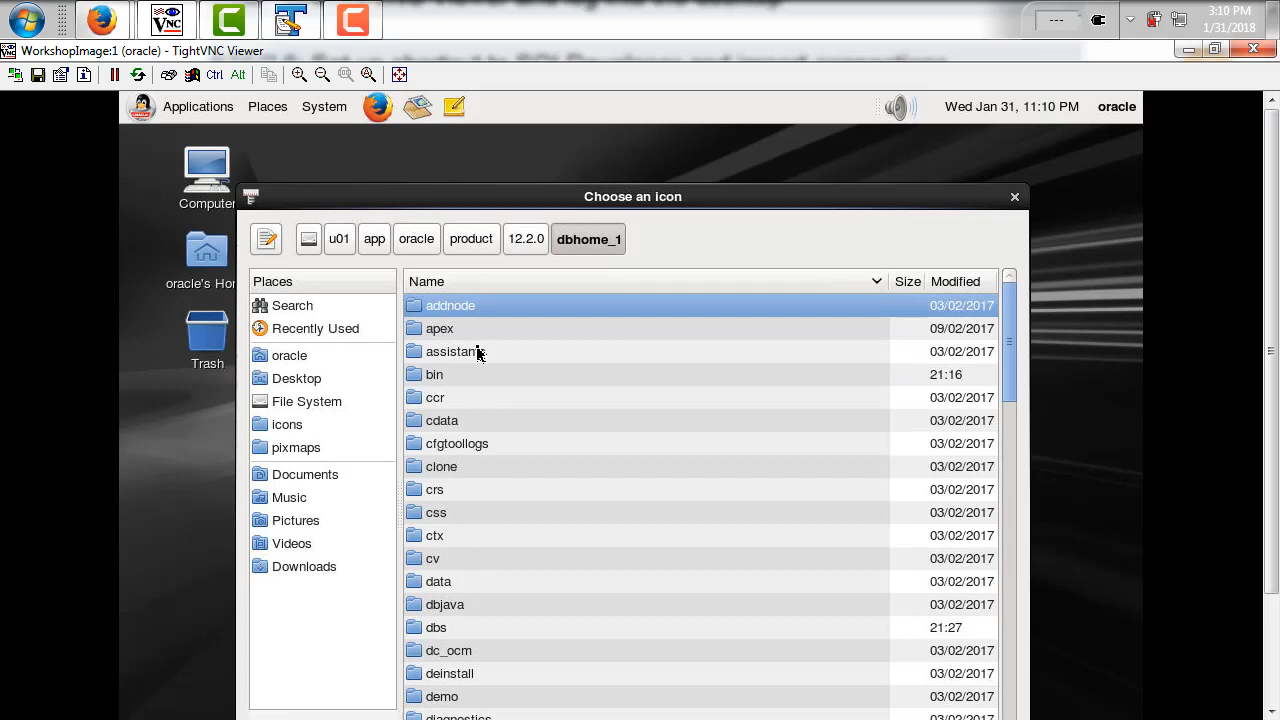 3:10 PM
1/31/2018
WorkshopImage:1 (oracle) - TightVNC Viewer
Ctrl Alt
Applications Places System Wed Jan 31, 11:10 PM oracle
Computer
oracle's Ho
Trash
Choose an icon
u01 app oracle product 12.2.0 dbhome_1
Places Name Size Modified
Search addnode 03/02/2017
Recently Used apex 09/02/2017
oracle assistants 03/02/2017
Desktop bin 21:16
File System ccr 03/02/2017
icons cdata 03/02/2017
pixmaps cfgtoollogs 03/02/2017
Documents clone 03/02/2017
Music crs 03/02/2017
Pictures css 03/02/2017
ctx 03/02/2017
Videos cv 03/02/2017
Downloads data 03/02/2017
dbjava 03/02/2017
dbs 21:27
dc_ocm 03/02/2017
deinstall 03/02/2017
demo 03/02/2017
diagnostics 03/02/2017